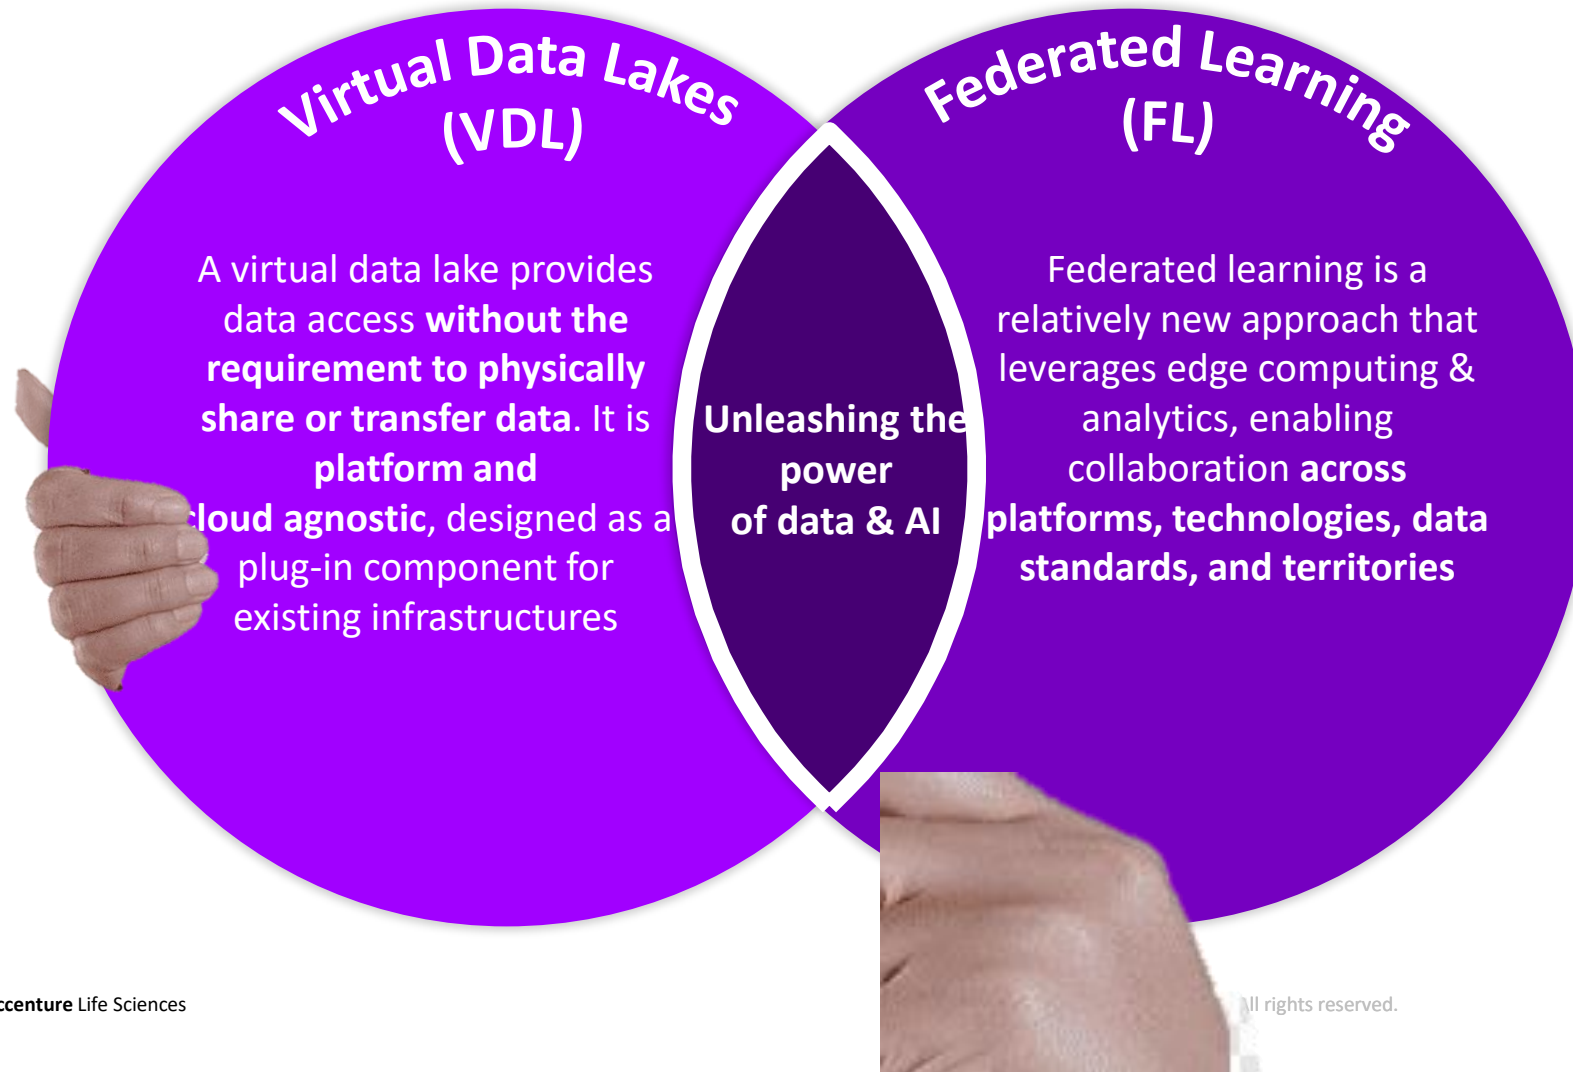 Virtual Data Lakes
(VDL)
A virtual data lake provides
data access without the
requirement to physically
share or transfer data. It is
platform and
cloud agnostic, designed as a
plug-in component for
existing infrastructures
Unleashing the
power
of data & AI
Federated Learning
(FL)
Federated learning is a
relatively new approach that
leverages edge computing &
analytics, enabling
collaboration across
platforms, technologies, data
standards, and territories
ccenture Life Sciences
ll rights reserved.